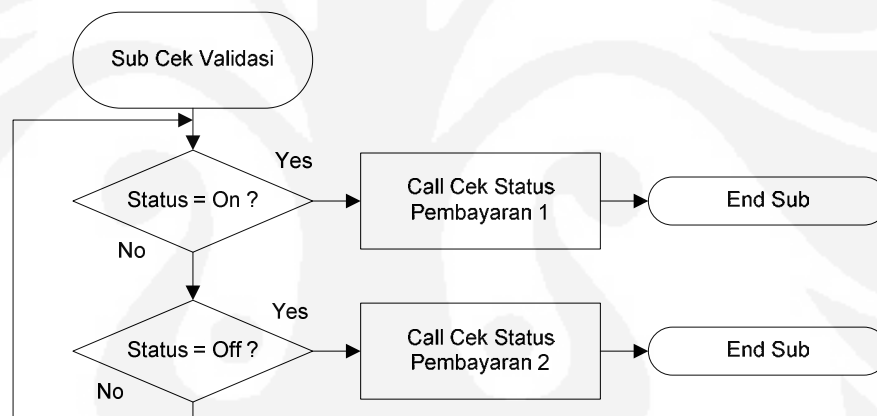 Sub Cek Validasi
Yes
Status = On ?
Call Cek Status
Pembayaran 1
End Sub
No
Yes
Status = Off ?
Call Cek Status
Pembayaran 2
End Sub
No